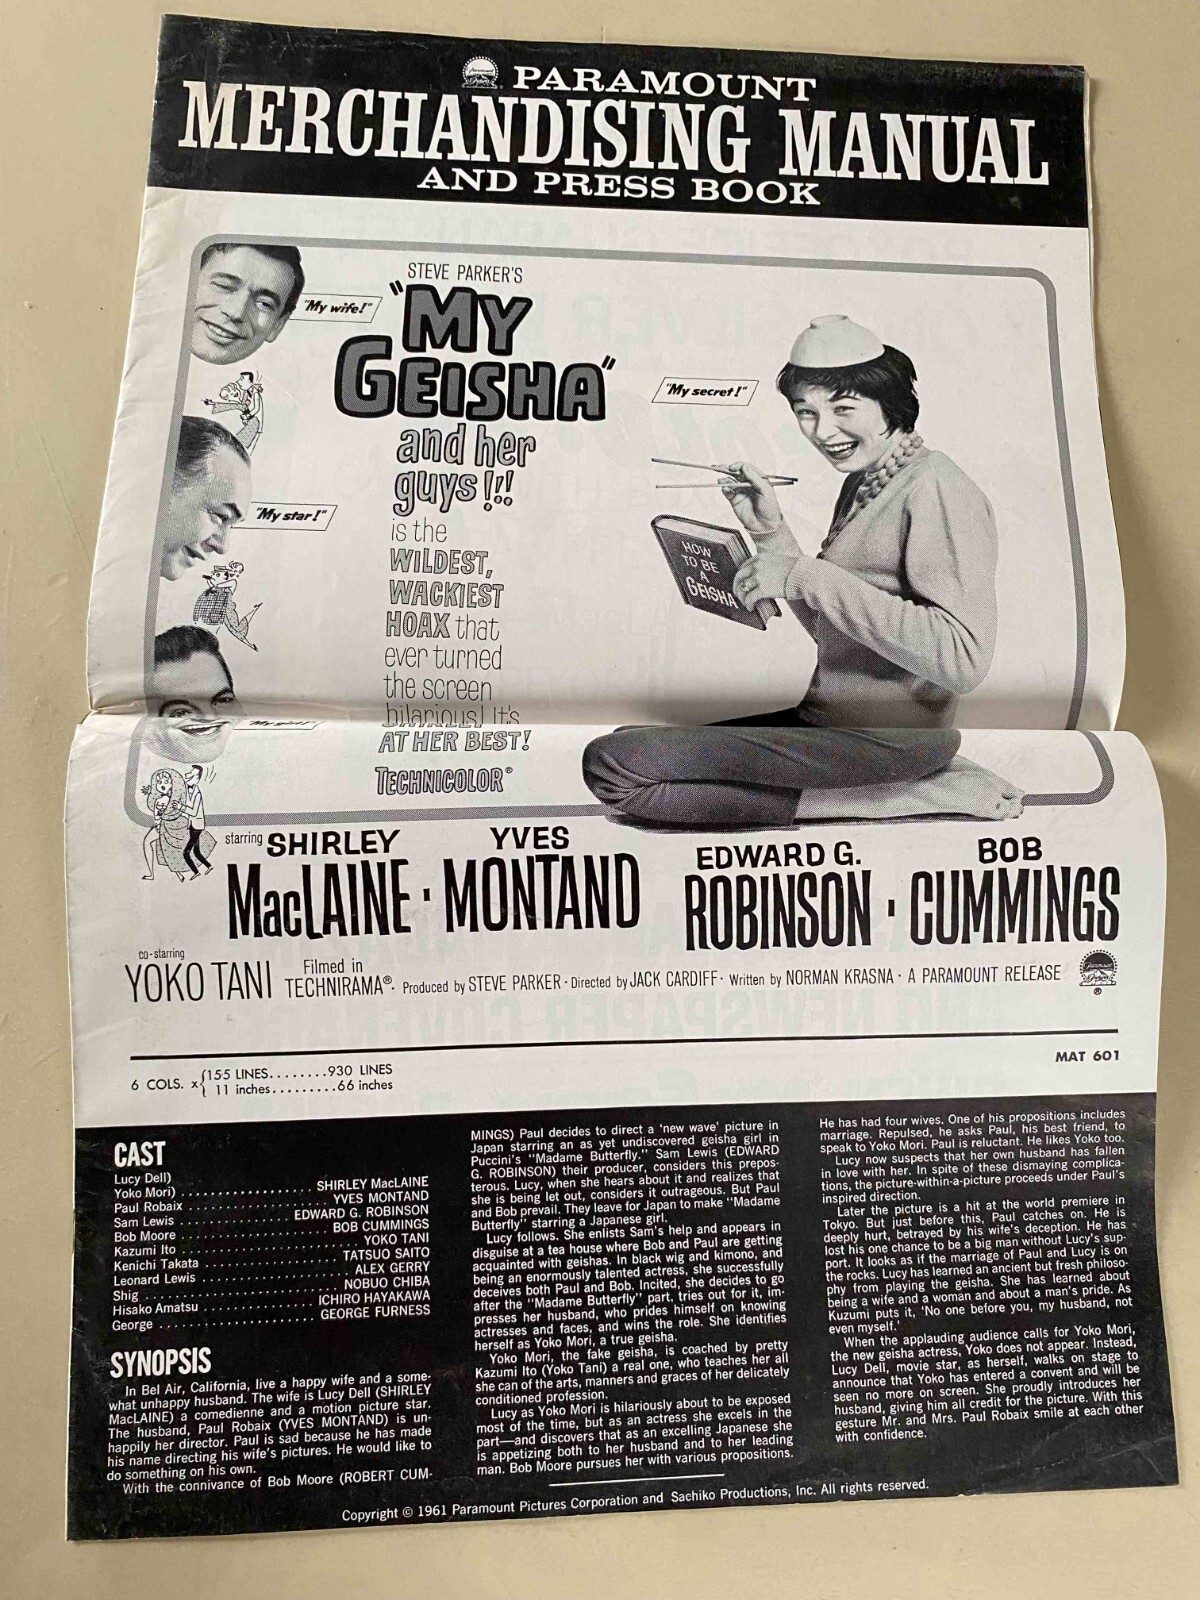 PARAMOUNT
MERCHANDISING MANUAL
AND PRESS BOOK
STEVE PARKER'S
"MY
GEISHA"
and her
guys!!!
is the
WILDEST,
WACKIEST
HOAX that
ever turned
the screen
hilarious! It's
AT HER BEST!
TECHNICOLOR®
"My wife!"
"My star!"
"My girl!"
"My secret!"
HOW
TO BE
A
GEISHA
starring SHIRLEY
MacLAINE ·
YVES
MONTAND
EDWARD G.
ROBINSON ·
BOB
CUMMINGS
co-starring
YOKO TANI
Filmed in
TECHNIRAMA® · Produced by STEVE PARKER · Directed by JACK CARDIFF · Written by NORMAN KRASNA · A PARAMOUNT RELEASE
®
MAT 601
6 COLS. x { 155 LINES........930 LINES
11 inches.........66 inches
CAST
Lucy Dell)
Yoko Mori) .................... SHIRLEY MacLAINE
Paul Robaix .................... YVES MONTAND
Sam Lewis .................... EDWARD G. ROBINSON
Bob Moore .................... BOB CUMMINGS
Kazumi Ito .................... YOKO TANI
Kenichi Takata .................... TATSUO SAITO
Leonard Lewis .................... ALEX GERRY
Shig .................... NOBUO CHIBA
Hisako Amatsu .................... ICHIRO HAYAKAWA
George .................... GEORGE FURNESS
SYNOPSIS
In Bel Air, California, live a happy wife and a some-
what unhappy husband. The wife is Lucy Dell (SHIRLEY
MacLAINE) a comedienne and a motion picture star.
The husband, Paul Robaix (YVES MONTAND) is un-
happily her director. Paul is sad because he has made
his name directing his wife's pictures. He would like to
do something on his own.
With the connivance of Bob Moore (ROBERT CUM-
MINGS) Paul decides to direct a 'new wave' picture in
Japan starring an as yet undiscovered geisha girl in
Puccini's "Madame Butterfly." Sam Lewis (EDWARD
G. ROBINSON) their producer, considers this prepos-
terous. Lucy, when she hears about it and realizes that
she is being let out, considers it outrageous. But Paul
and Bob prevail. They leave for Japan to make "Madame
Butterfly" starring a Japanese girl.
Lucy follows. She enlists Sam's help and appears in
disguise at a tea house where Bob and Paul are getting
acquainted with geishas. In black wig and kimono, and
being an enormously talented actress, she successfully
deceives both Paul and Bob. Incited, she decides to go
after the "Madame Butterfly" part, tries out for it, im-
presses her husband, who prides himself on knowing
actresses and faces, and wins the role. She identifies
herself as Yoko Mori, a true geisha.
Yoko Mori, the fake geisha, is coached by pretty
Kazumi Ito (Yoko Tani) a real one, who teaches her all
she can of the arts, manners and graces of her delicately
conditioned profession.
Lucy as Yoko Mori is hilariously about to be exposed
most of the time, but as an actress she excels in the
part—and discovers that as an excelling Japanese she
is appetizing both to her husband and to her leading
man. Bob Moore pursues her with various propositions.
He has had four wives. One of his propositions includes
marriage. Repulsed, he asks Paul, his best friend, to
speak to Yoko Mori. Paul is reluctant. He likes Yoko too.
Lucy now suspects that her own husband has fallen
in love with her. In spite of these dismaying complica-
tions, the picture-within-a-picture proceeds under Paul's
inspired direction.
Later the picture is a hit at the world premiere in
Tokyo. But just before this, Paul catches on. He is
deeply hurt, betrayed by his wife's deception. He has
lost his one chance to be a big man without Lucy's sup-
port. It looks as if the marriage of Paul and Lucy is on
the rocks. Lucy has learned an ancient but fresh philoso-
phy from playing the geisha. She has learned about
being a wife and a woman and about a man's pride. As
Kuzumi puts it, 'No one before you, my husband, not
even myself.'
When the applauding audience calls for Yoko Mori,
the new geisha actress, Yoko does not appear. Instead,
Lucy Dell, movie star, as herself, walks on stage to
announce that Yoko has entered a convent and will be
seen no more on screen. She proudly introduces her
husband, giving him all credit for the picture. With this
gesture Mr. and Mrs. Paul Robaix smile at each other
with confidence.
Copyright © 1961 Paramount Pictures Corporation and Sachiko Productions, Inc. All rights reserved.